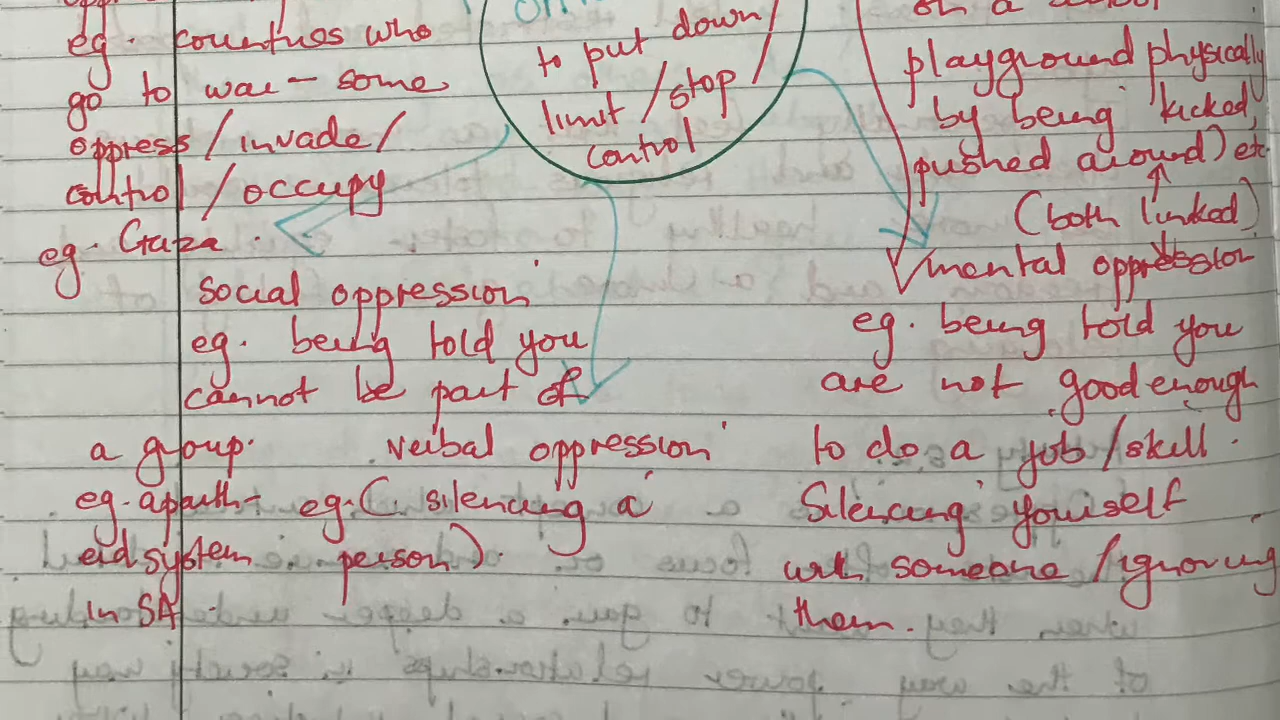 eg. countries who
go to war - some
oppress / invade /
control / occupy
eg. Gaza.
to put down /
limit / stop /
control
on a
playground physically
by being kicked,
pushed around) etc
(both linked)
social oppression
eg. being told you
cannot be part of
a group.
eg. aparth-
eid system
in SA.
verbal oppression
eg. (silencing a
person).
mental oppression
eg. being told you
are not good enough
to do a job / skill.
Silencing yourself
with someone / ignoring
them.